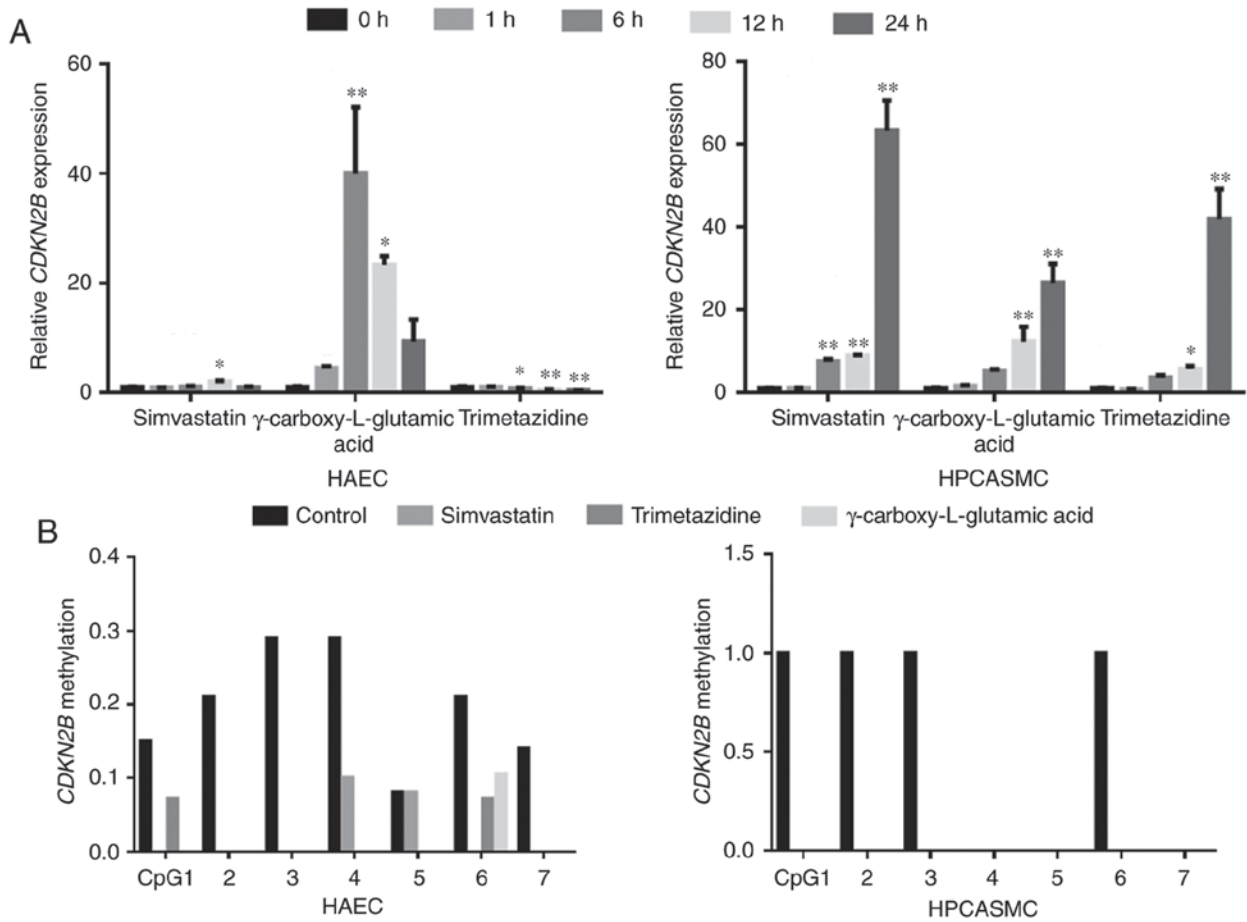 A
0 h 1 h 6 h 12 h 24 h
Relative CDKN2B expression
60
40
20
0
** * * * ** **
Simvastatin γ-carboxy-L-glutamic acid Trimetazidine
HAEC
Relative CDKN2B expression
80
60
40
20
0
** ** ** ** ** * **
Simvastatin γ-carboxy-L-glutamic acid Trimetazidine
HPCASMC
B
Control Simvastatin Trimetazidine γ-carboxy-L-glutamic acid
CDKN2B methylation
0.4
0.3
0.2
0.1
0.0
CpG1 2 3 4 5 6 7
HAEC
CDKN2B methylation
1.5
1.0
0.5
0.0
CpG1 2 3 4 5 6 7
HPCASMC